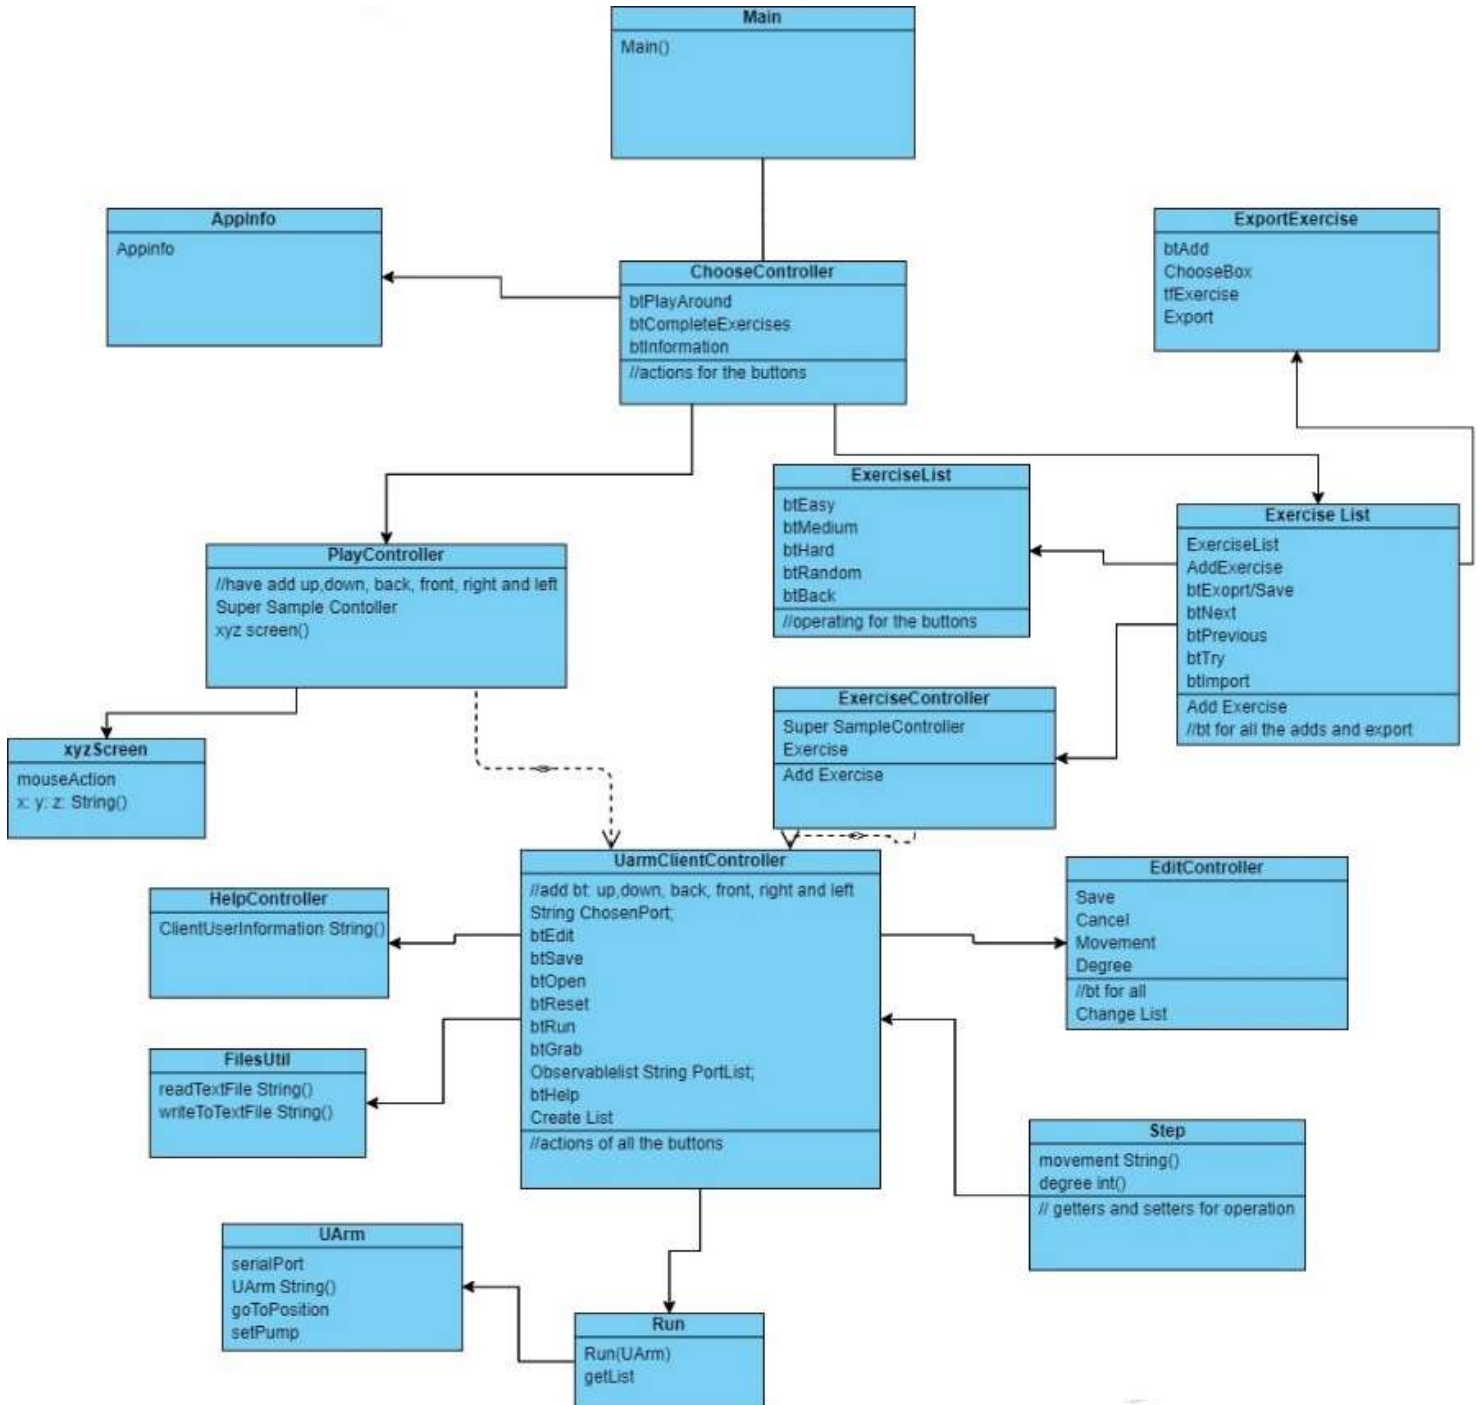 Main
Main()
AppInfo
Appinfo
ExportExercise
btAdd
ChooseBox
tfExercise
Export
ChooseController
btPlayAround
btCompleteExercises
btInformation
//actions for the buttons
ExerciseList
btEasy
btMedium
btHard
btRandom
btBack
//operating for the buttons
Exercise List
ExerciseList
AddExercise
btExoprt/Save
btNext
btPrevious
btTry
btImport
Add Exercise
//bt for all the adds and export
PlayController
//have add up,down, back, front, right and left
Super Sample Contoller
xyz screen()
ExerciseController
Super SampleController
Exercise
Add Exercise
xyzScreen
mouseAction
x: y: z: String()
UarmClientController
//add bt: up,down, back, front, right and left
String ChosenPort;
btEdit
btSave
btOpen
btReset
btRun
btGrab
Observablelist String PortList;
btHelp
Create List
//actions of all the buttons
EditController
Save
Cancel
Movement
Degree
//bt for all
Change List
HelpController
ClientUserInformation String()
FilesUtil
readTextFile String()
writeToTextFile String()
Step
movement String()
degree int()
// getters and setters for operation
UArm
serialPort
UArm String()
goToPosition
setPump
Run
Run(UArm)
getList